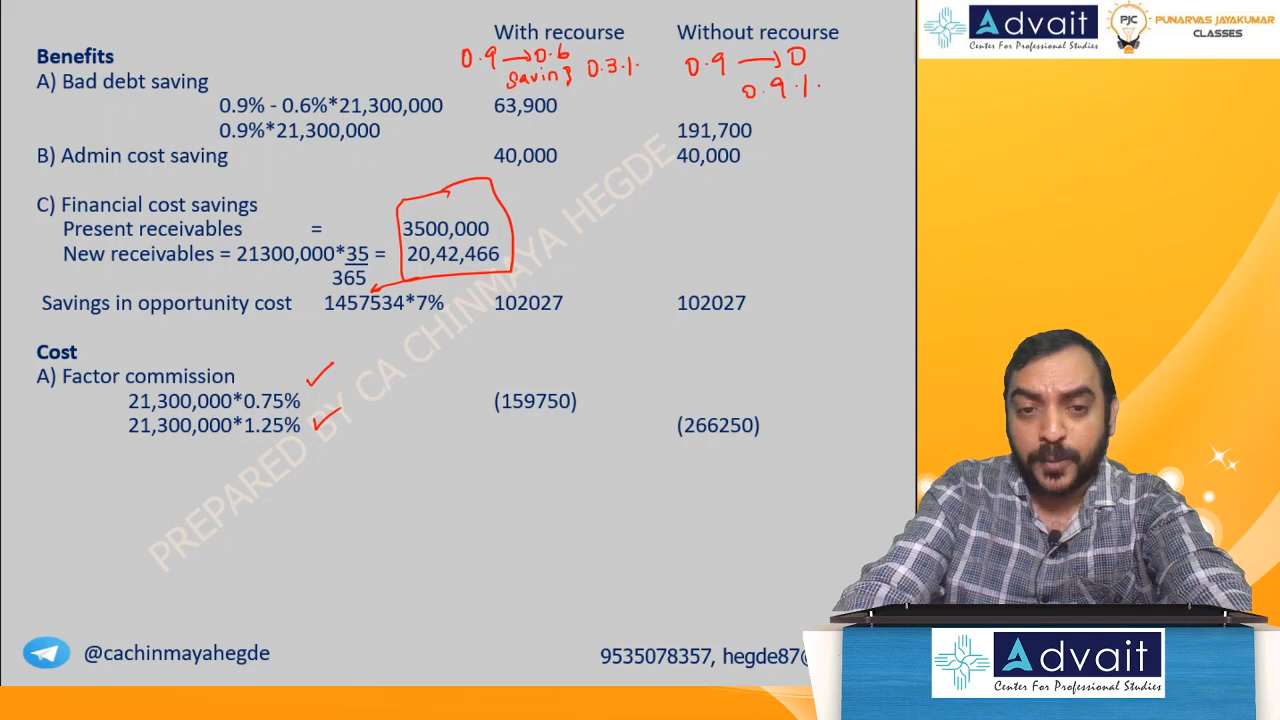 With recourse Without recourse
Benefits
0.9 → 0.6
saving 0.3%
0.9 → 0
0.9%
A) Bad debt saving
0.9% - 0.6%*21,300,000 63,900
0.9%*21,300,000 191,700
B) Admin cost saving 40,000 40,000
C) Financial cost savings
Present receivables = 3500,000
New receivables = 21300,000*35 = 20,42,466
365
Savings in opportunity cost 1457534*7% 102027 102027
Cost
A) Factor commission
21,300,000*0.75% (159750)
21,300,000*1.25% (266250)
PREPARED BY CA CHINMAYA HEGDE
@cachinmayahegde
9535078357, hegde87@
Advait
Center For Professional Studies
PJC
PUNARVAS JAYAKUMAR
CLASSES
Advait
Center For Professional Studies